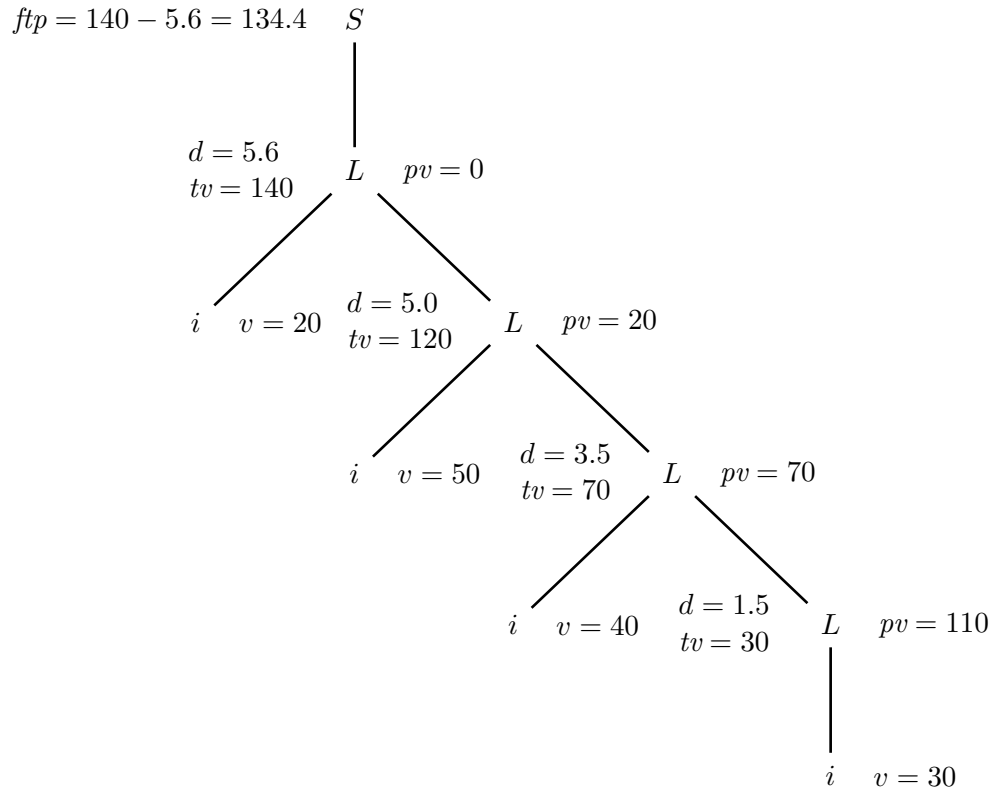 ftp = 140 − 5.6 = 134.4 S
d = 5.6
tv = 140
L pv = 0
i v = 20
d = 5.0
tv = 120
L pv = 20
i v = 50
d = 3.5
tv = 70
L pv = 70
i v = 40
d = 1.5
tv = 30
L pv = 110
i v = 30